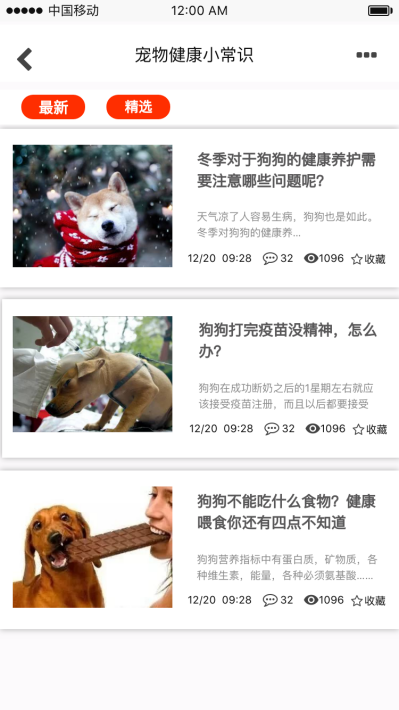 中国移动 12:00 AM
宠物健康小常识
最新 精选
冬季对于狗狗的健康养护需
要注意哪些问题呢?
天气凉了人容易生病，狗狗也是如此。
冬季对狗狗的健康养...
12/20 09:28 32 1096 收藏
狗狗打完疫苗没精神，怎么
办?
狗狗在成功断奶之后的1星期左右就应
该接受疫苗注册，而且以后都要接受
12/20 09:28 32 1096 收藏
狗狗不能吃什么食物？健康
喂食你还有四点不知道
狗狗营养指标中有蛋白质，矿物质，各
种维生素，能量，各种必须氨基酸......
12/20 09:28 32 1096 收藏